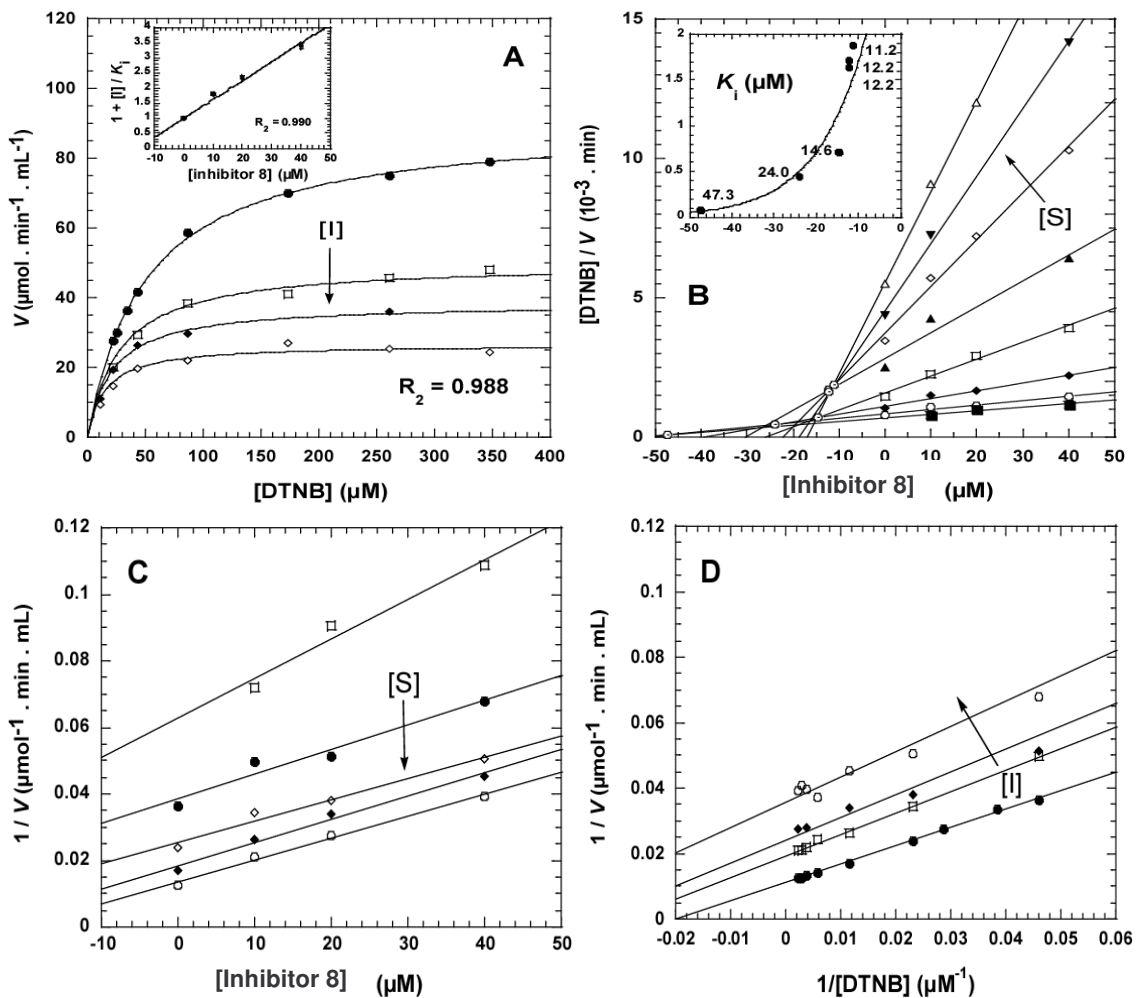 A
1 + [I] / Ki
4
3.5
3
2.5
2
1.5
1
0.5
0
-10 0 10 20 30 40 50
[inhibitor 8] (µM)
R2 = 0.990
V (µmol . min-1 . mL-1)
120
100
80
60
40
20
0
[I]
R2 = 0.988
0 50 100 150 200 250 300 350 400
[DTNB] (µM)
B
[DTNB] / V (10-3 . min)
15
10
5
0
2
1.5
1
0.5
0
Ki (µM)
11.2
12.2
12.2
14.6
24.0
47.3
-50 -40 -30 -20 -10 0
[S]
-50 -40 -30 -20 -10 0 10 20 30 40 50
[Inhibitor 8] (µM)
C
1 / V (µmol-1 . min . mL)
0.12
0.1
0.08
0.06
0.04
0.02
0
[S]
-10 0 10 20 30 40 50
[Inhibitor 8] (µM)
D
1 / V (µmol-1 . min . mL)
0.12
0.1
0.08
0.06
0.04
0.02
0
[I]
-0.02 -0.01 0 0.01 0.02 0.03 0.04 0.05 0.06
1/[DTNB] (µM-1)